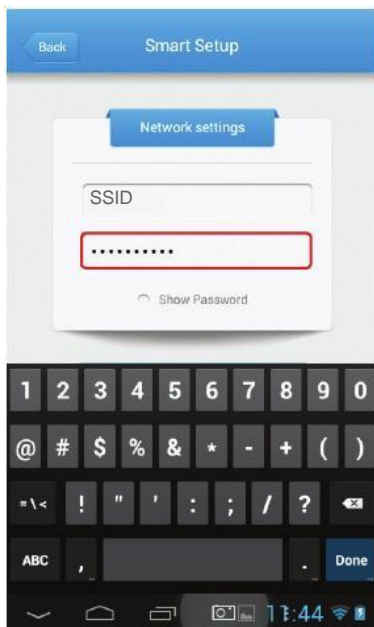 Back Smart Setup
Network settings
SSID
••••••••••
Show Password
1 2 3 4 5 6 7 8 9 0
@ # $ % & * - + ( )
=\< ! " ' : ; / ?
ABC , . Done
11:44